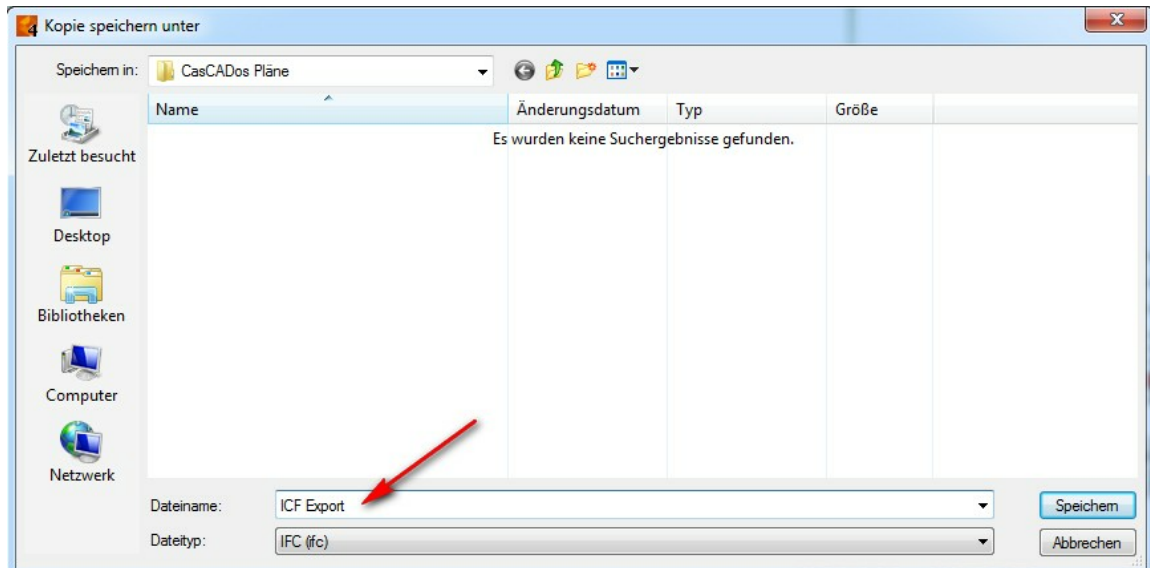 4 Kopie speichern unter
Speichern in: CasCADos Pläne
Name Änderungsdatum Typ Größe
Es wurden keine Suchergebnisse gefunden.
Zuletzt besucht
Desktop
Bibliotheken
Computer
Netzwerk
Dateiname: ICF Export Speichern
Dateityp: IFC (ifc) Abbrechen